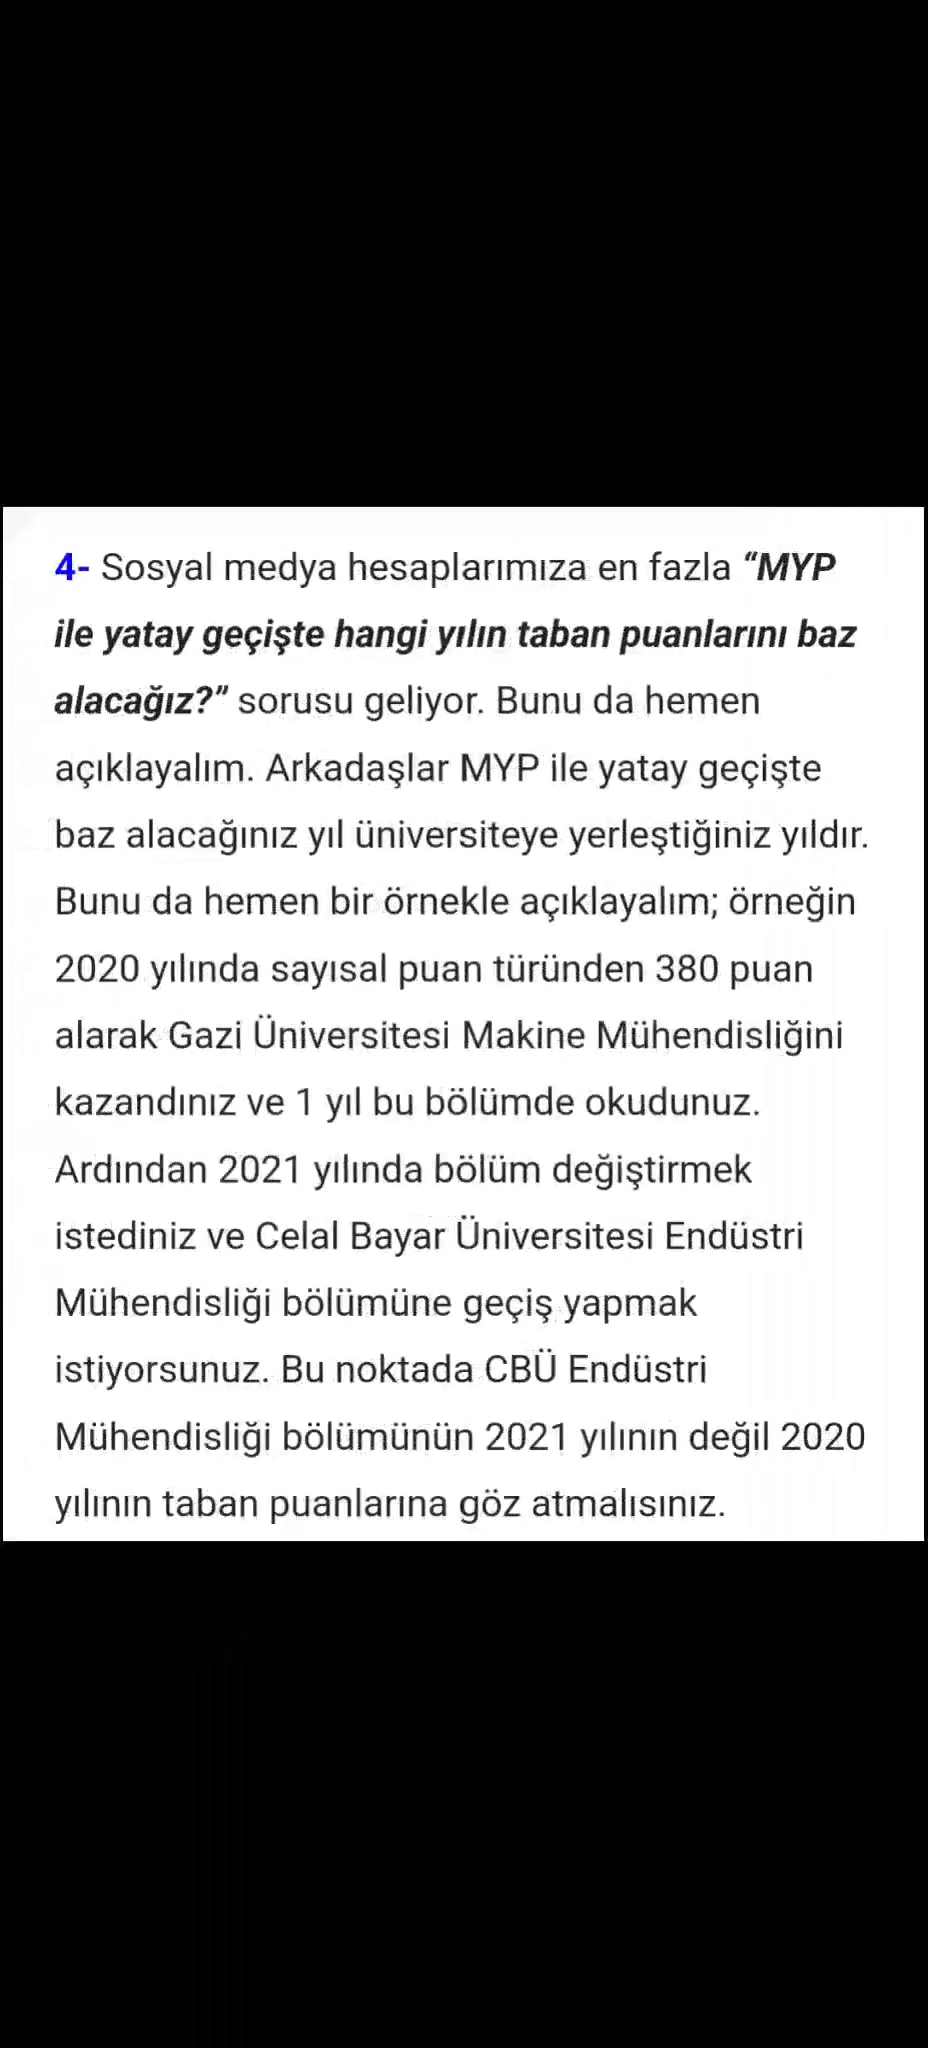 4- Sosyal medya hesaplarımıza en fazla “MYP
ile yatay geçişte hangi yılın taban puanlarını baz
alacağız?” sorusu geliyor. Bunu da hemen
açıklayalım. Arkadaşlar MYP ile yatay geçişte
baz alacağınız yıl üniversiteye yerleştiğiniz yıldır.
Bunu da hemen bir örnekle açıklayalım; örneğin
2020 yılında sayısal puan türünden 380 puan
alarak Gazi Üniversitesi Makine Mühendisliğini
kazandınız ve 1 yıl bu bölümde okudunuz.
Ardından 2021 yılında bölüm değiştirmek
istediniz ve Celal Bayar Üniversitesi Endüstri
Mühendisliği bölümüne geçiş yapmak
istiyorsunuz. Bu noktada CBÜ Endüstri
Mühendisliği bölümünün 2021 yılının değil 2020
yılının taban puanlarına göz atmalısınız.